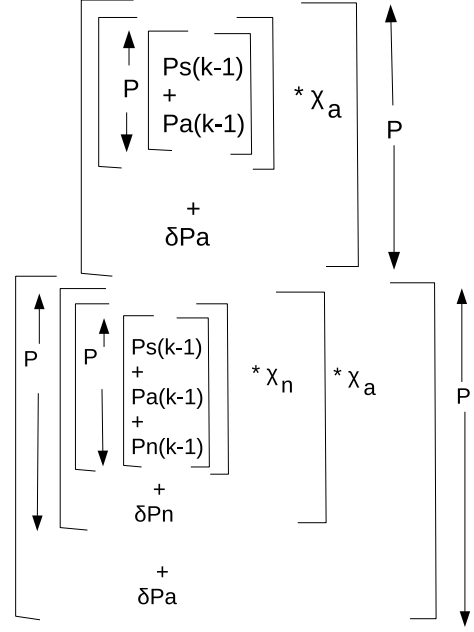 Ps(k-1)
P + * χa
Pa(k-1)
P
+
δPa
P P Ps(k-1)
+ * χn * χa
Pa(k-1) P
+
Pn(k-1)
+
δPn
+
δPa